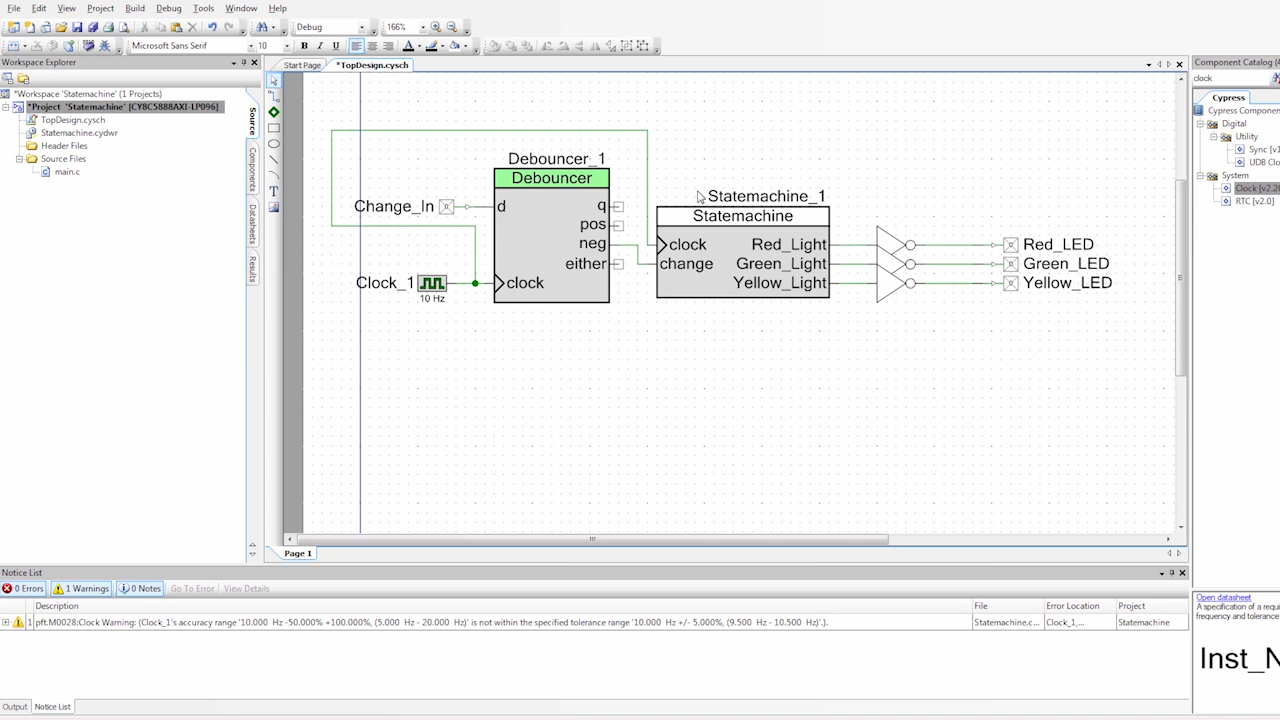 File Edit View Project Build Debug Tools Window Help
Debug 166%
Microsoft Sans Serif 10 B I U A
Workspace Explorer
Start Page *TopDesign.cysch
Component Catalog (4
clock
*Workspace 'Statemachine' (1 Projects)
*Project 'Statemachine' [CYBC5888AXI-LP096]
TopDesign.cysch
Statemachine.cydwr
Header Files
Source Files
main.c
Source
Components
Datasheets
Results
T
Cypress
Cypress Componen
Digital
Utility
Sync [v1
UDB Clo
System
Clock [v2.20
RTC [v2.0]
Debouncer_1
Debouncer
Change_In d q
pos
neg
either
Clock_1 clock
10 Hz
Statemachine_1
Statemachine
clock Red_Light Red_LED
change Green_Light Green_LED
Yellow_Light Yellow_LED
Page 1
Notice List
0 Errors 1 Warnings 0 Notes Go To Error View Details
Description File Error Location Project
1 pft.M0028:Clock Warning: (Clock_1's accuracy range '10.000 Hz -50.000% +100.000%, (5.000 Hz - 20.000 Hz)' is not within the specified tolerance range '10.000 Hz +/- 5.000%, (9.500 Hz - 10.500 Hz)'.). Statemachine.c... Clock_1,... Statemachine
Open datasheet
A specification of a requi
frequency and tolerance
Inst_N
Output Notice List